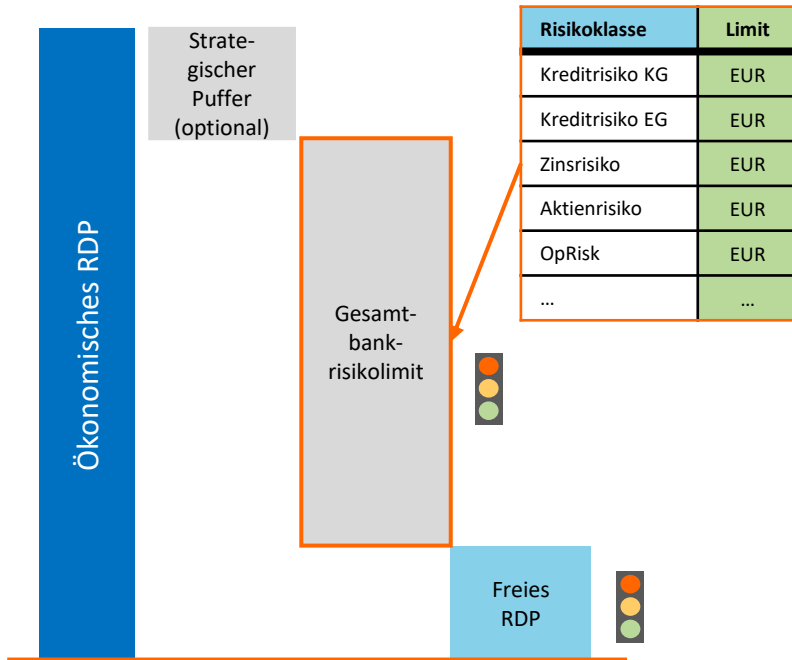 Ökonomisches RDP
Strate-
gischer
Puffer
(optional)
Gesamt-
bank-
risikolimit
Freies
RDP
Risikoklasse Limit
Kreditrisiko KG EUR
Kreditrisiko EG EUR
Zinsrisiko EUR
Aktienrisiko EUR
OpRisk EUR
... ...